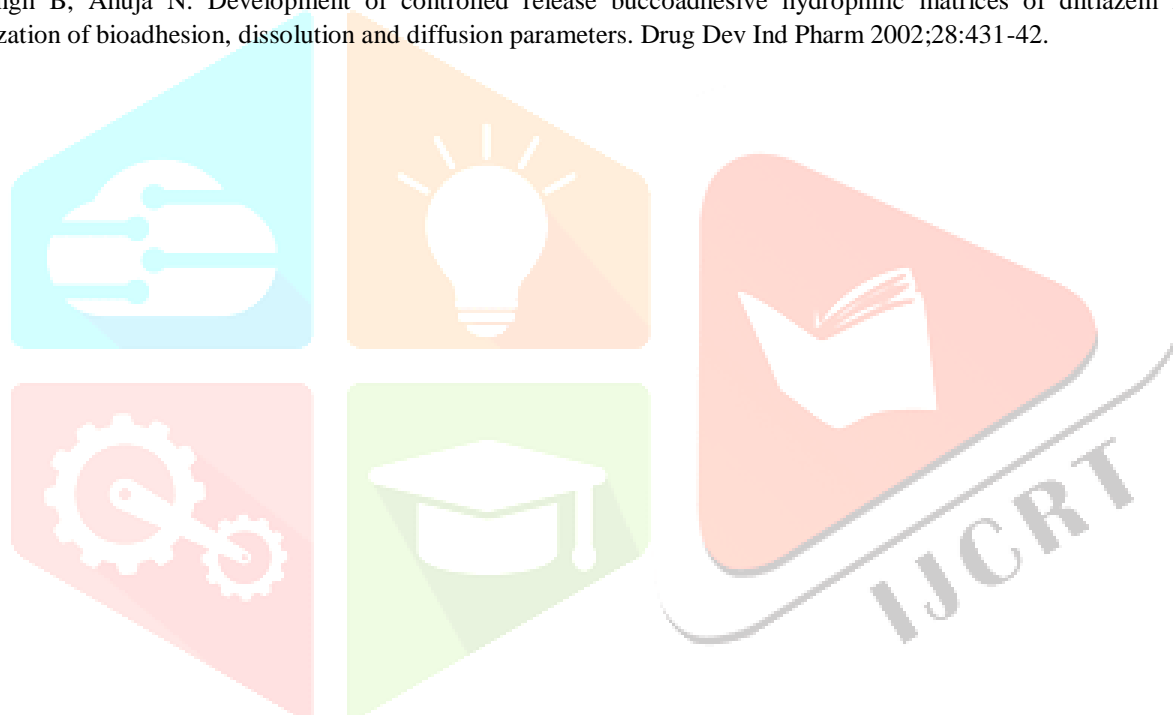 B, Ahuja N. Development of controlled release buccoadhesive hydrophilic matrices of diltiazem
zation of bioadhesion, dissolution and diffusion parameters. Drug Dev Ind Pharm 2002;28:431-42.
IJCRT